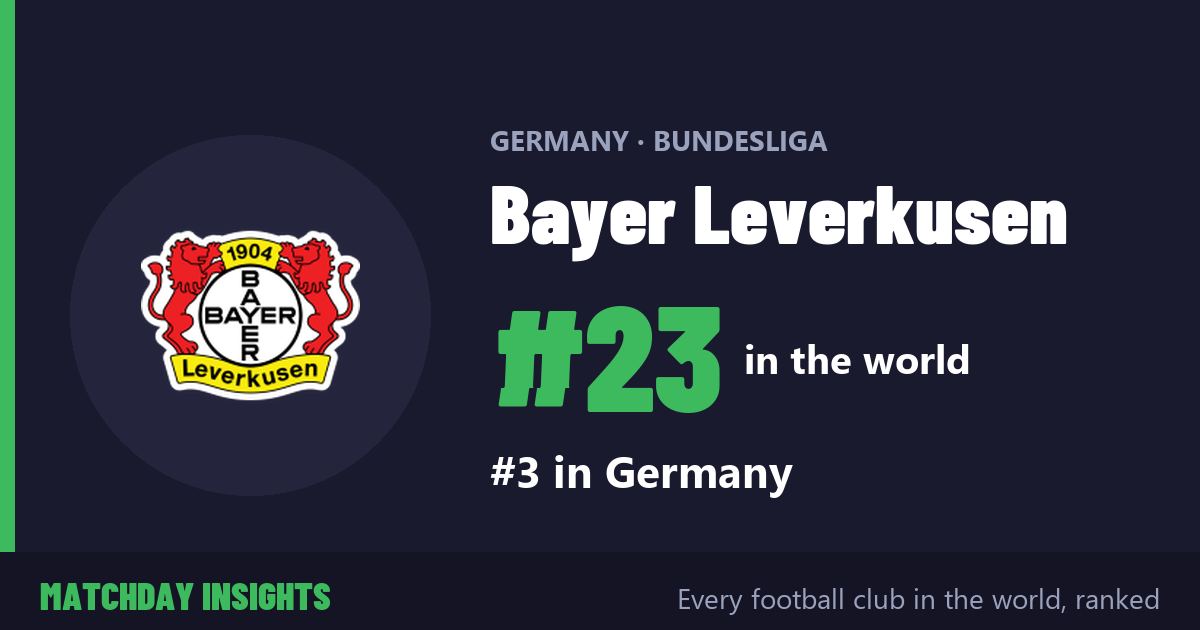 GERMANY · BUNDESLIGA
Bayer Leverkusen
1904
BAYER
BAYER
Leverkusen
#23 in the world
#3 in Germany
MATCHDAY INSIGHTS
Every football club in the world, ranked